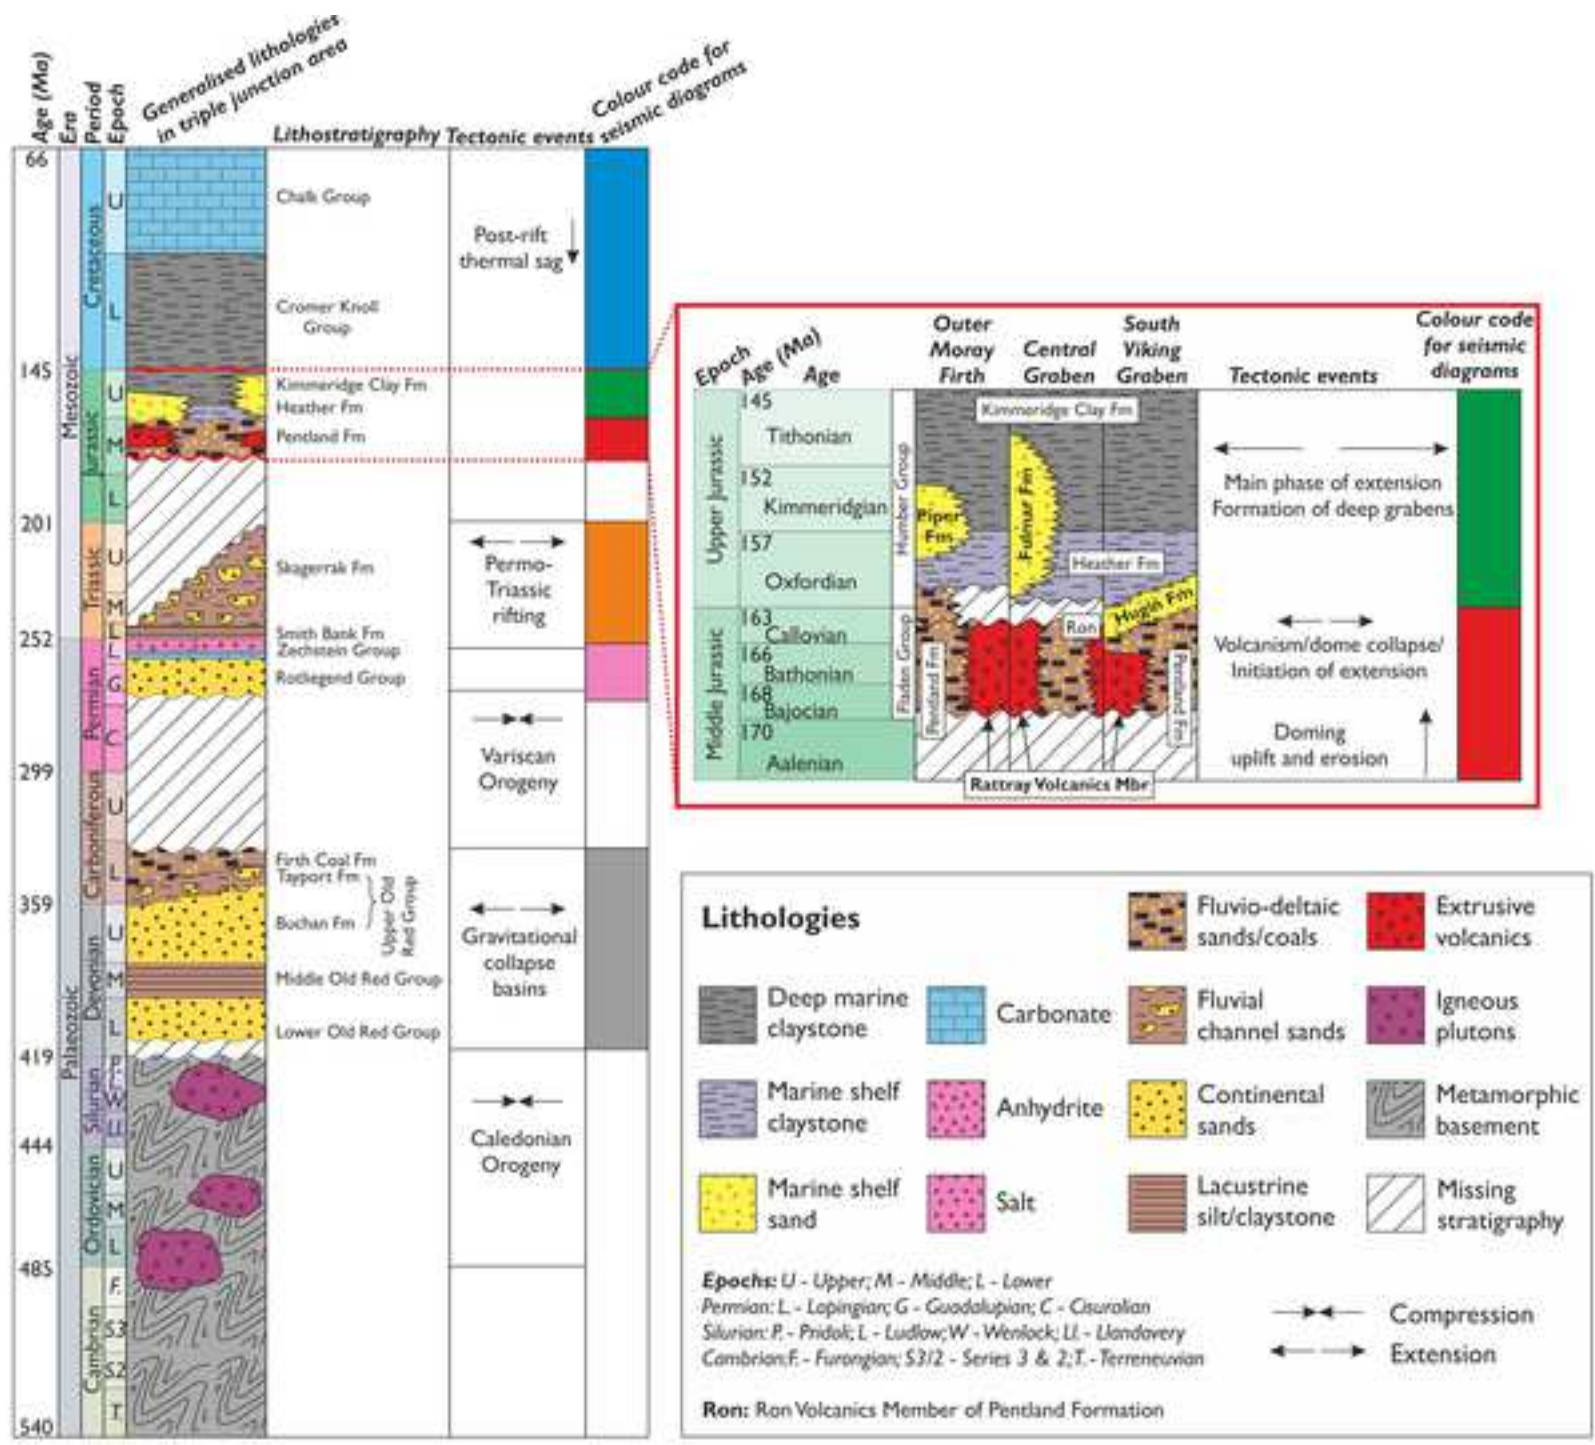 Age (Ma)
Era
Period
Epoch
Generalised lithologies
in triple junction area
Lithostratigraphy
Tectonic events
Colour code for
seismic diagrams
66
145
201
252
299
359
419
444
485
540
Mesozoic
Palaeozoic
Cretaceous
Jurassic
Triassic
Permian
Carboniferous
Devonian
Silurian
Ordovician
Cambrian
U
L
U
M
L
U
M
L
L
G
C
U
L
U
M
L
P.
L
W
Ll
U
M
L
F.
S3
S2
T.
Chalk Group
Cromer Knoll
Group
Kimmeridge Clay Fm
Heather Fm
Pentland Fm
Skagerrak Fm
Smith Bank Fm
Zechstein Group
Rotliegend Group
Firth Coal Fm
Tayport Fm
Buchan Fm
Upper Old
Red Group
Middle Old Red Group
Lower Old Red Group
Post-rift
thermal sag
Permo-
Triassic
rifting
Variscan
Orogeny
Gravitational
collapse
basins
Caledonian
Orogeny
Epoch
Age (Ma)
Age
Outer
Moray
Firth
Central
Graben
South
Viking
Graben
Tectonic events
Colour code
for seismic
diagrams
Upper Jurassic
Middle Jurassic
145
Tithonian
152
Kimmeridgian
157
Oxfordian
163
Callovian
166
Bathonian
168
Bajocian
170
Aalenian
Humber Group
Fladen Group
Kimmeridge Clay Fm
Piper
Fm
Fulmar Fm
Heather Fm
Hugin Fm
Ron
Pentland Fm
Pentland Fm
Rattray Volcanics Mbr
Main phase of extension
Formation of deep grabens
Volcanism/dome collapse/
Initiation of extension
Doming
uplift and erosion
Lithologies
Deep marine
claystone
Marine shelf
claystone
Marine shelf
sand
Carbonate
Anhydrite
Salt
Fluvio-deltaic
sands/coals
Fluvial
channel sands
Continental
sands
Lacustrine
silt/claystone
Extrusive
volcanics
Igneous
plutons
Metamorphic
basement
Missing
stratigraphy
Epochs: U - Upper; M - Middle; L - Lower
Permian: L. - Lopingian; G - Guadalupian; C - Cisuralian
Silurian: P. - Pridoli; L - Ludlow; W - Wenlock; Ll. - Llandovery
Cambrian: F. - Furongian; S3/2 - Series 3 & 2; T. - Terreneuvian
Compression
Extension
Ron: Ron Volcanics Member of Pentland Formation